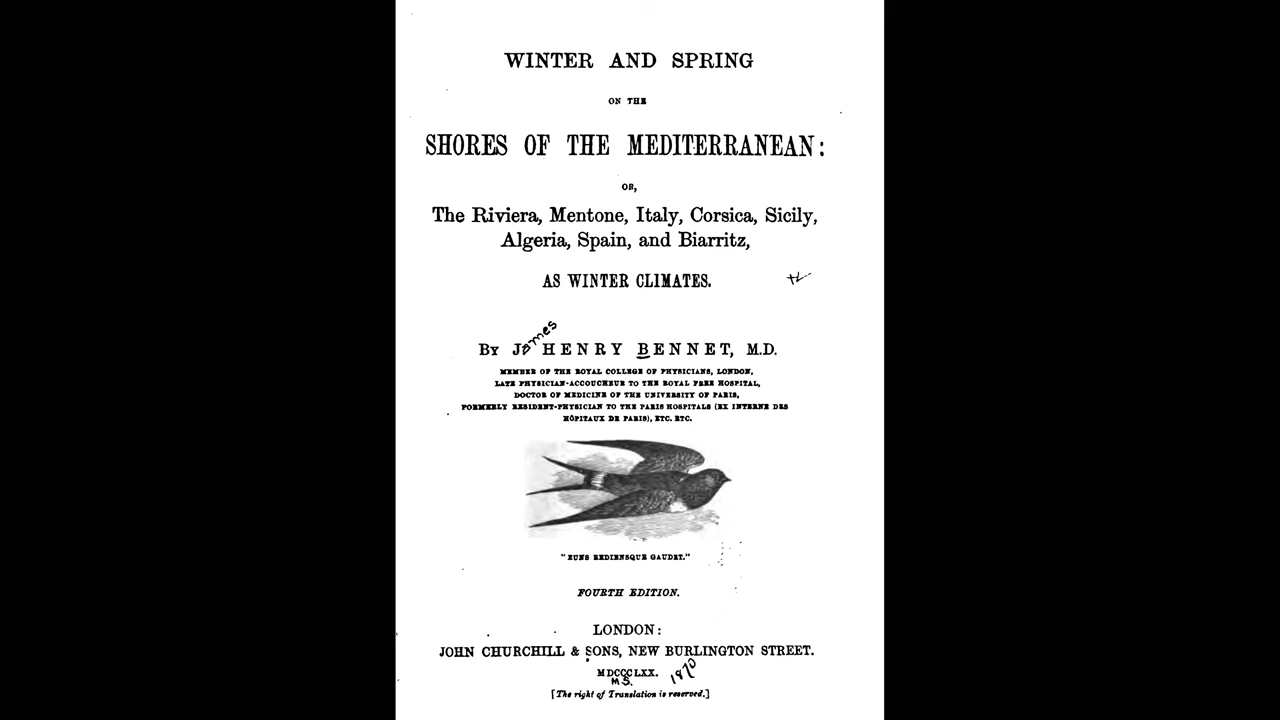 WINTER AND SPRING
ON THE
SHORES OF THE MEDITERRANEAN:
OR,
The Riviera, Mentone, Italy, Corsica, Sicily,
Algeria, Spain, and Biarritz,
AS WINTER CLIMATES.
ames
By J. HENRY BENNET, M.D.
MEMBER OF THE ROYAL COLLEGE OF PHYSICIANS, LONDON,
LATE PHYSICIAN-ACCOUCHEUR TO THE ROYAL FREE HOSPITAL,
DOCTOR OF MEDICINE OF THE UNIVERSITY OF PARIS,
FORMERLY RESIDENT-PHYSICIAN TO THE PARIS HOSPITALS (EX INTERNE DES
HÔPITAUX DE PARIS), ETC. ETC.
"EUNS REDIENSQUE GAUDET."
FOURTH EDITION.
LONDON:
JOHN CHURCHILL & SONS, NEW BURLINGTON STREET.
MDCCCLXX. 1870
MS.
[The right of Translation is reserved.]